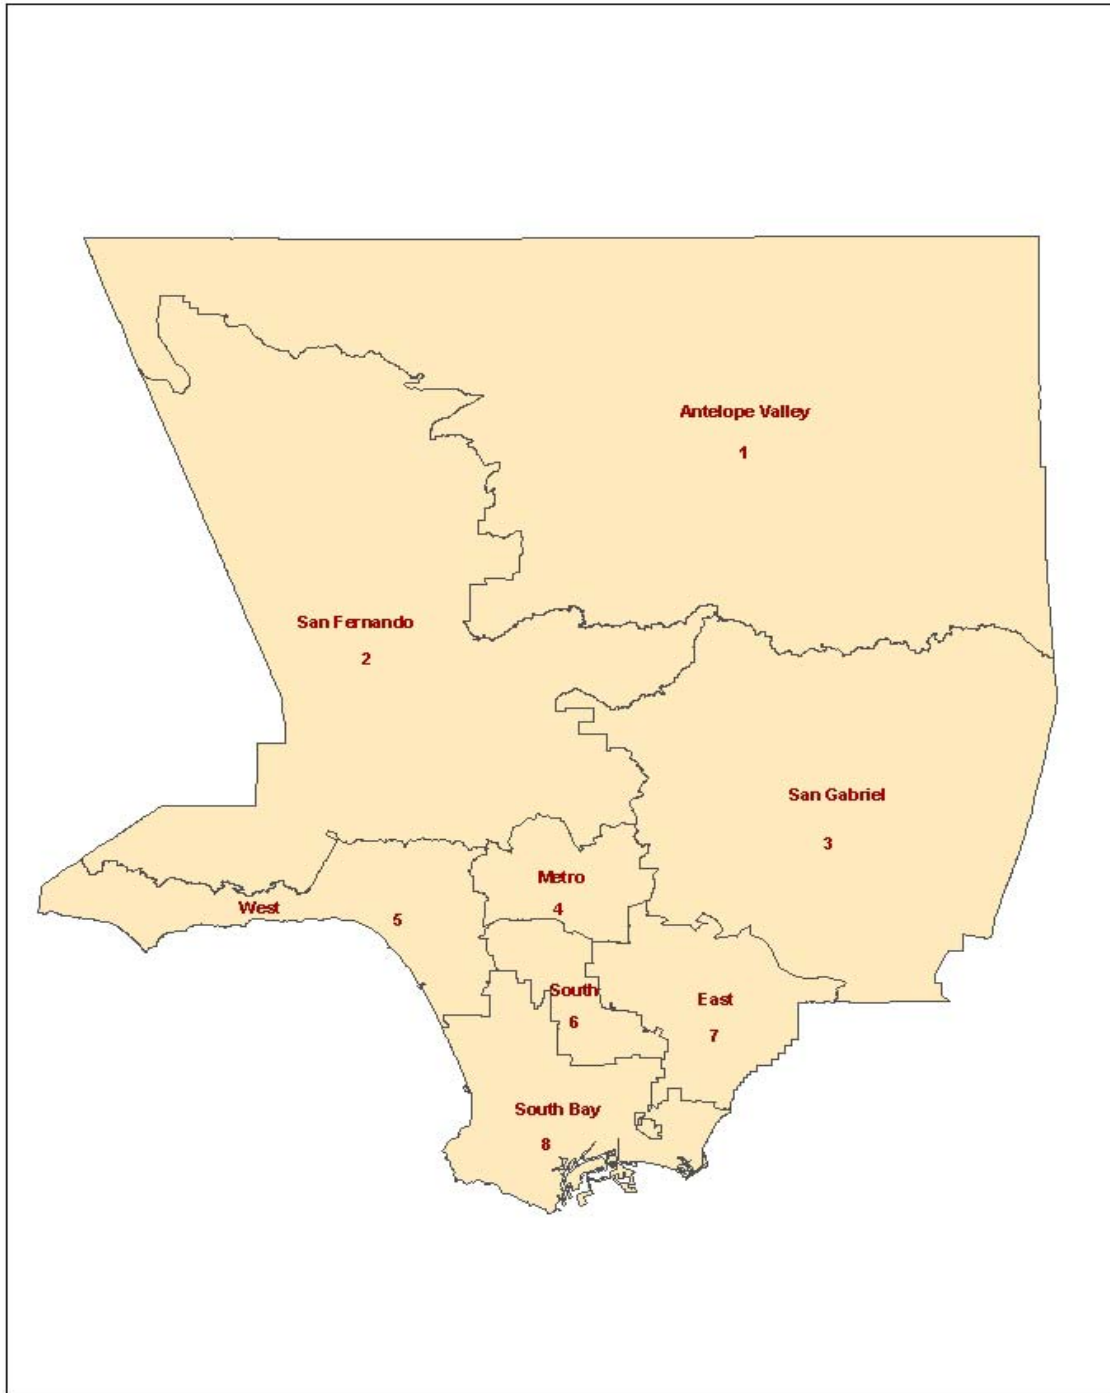 Antelope Valley
1
San Fernando
2
San Gabriel
3
Metro
4
West
5
South
6
East
7
South Bay
8